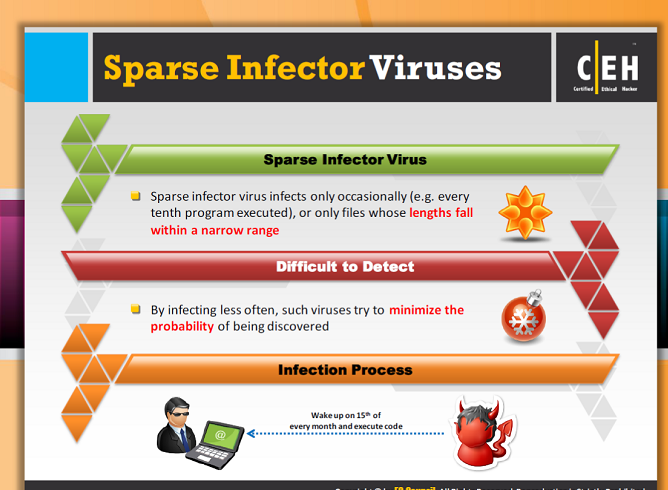 Sparse Infector Viruses
CEH
Certified Ethical Hacker
Sparse Infector Virus
Sparse infector virus infects only occasionally (e.g. every
tenth program executed), or only files whose lengths fall
within a narrow range
Difficult to Detect
By infecting less often, such viruses try to minimize the
probability of being discovered
Infection Process
Wake up on 15th of
every month and execute code
@